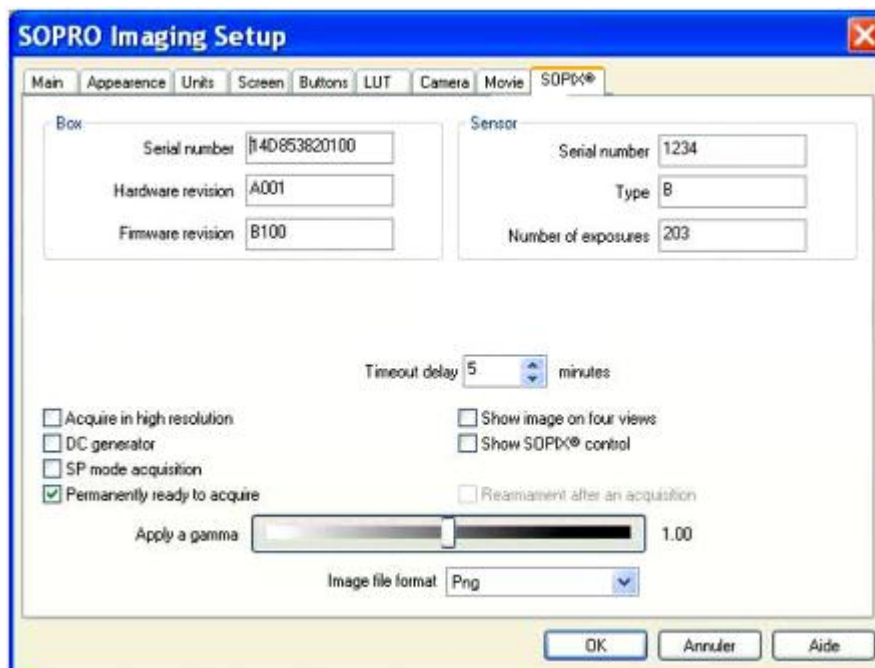 SOPRO Imaging Setup
Main Appearence Units Screen Buttons LUT Camera Movie SOPIX®
Box
Serial number 14D853820100
Hardware revision A001
Firmware revision B100
Sensor
Serial number 1234
Type B
Number of exposures 203
Timeout delay 5 minutes
Acquire in high resolution
DC generator
SP mode acquisition
Permanently ready to acquire
Show image on four views
Show SOPIX® control
Rearmament after an acquisition
Apply a gamma 1.00
Image file format Png
OK Annuler Aide